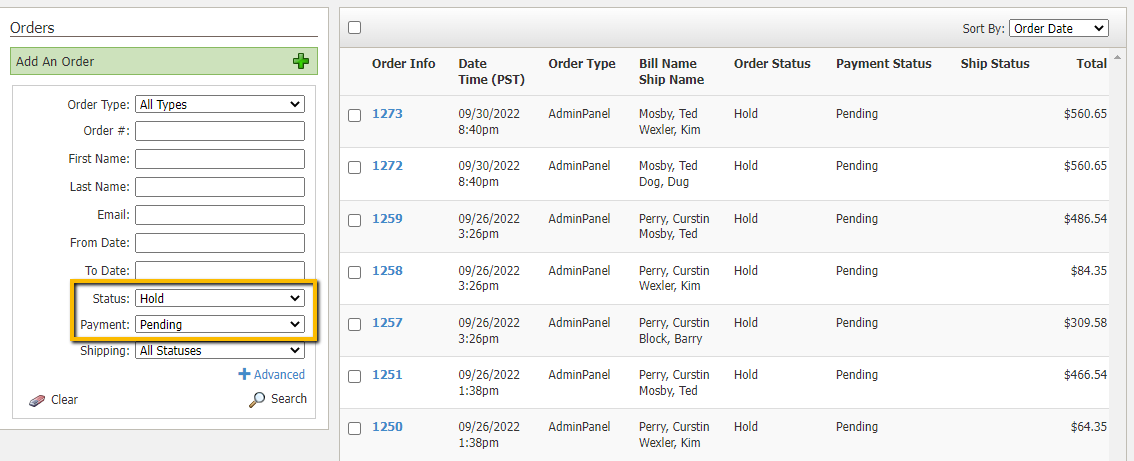 Orders
Add An Order
Order Type: All Types
Order #:
First Name:
Last Name:
Email:
From Date:
To Date:
Status: Hold
Payment: Pending
Shipping: All Statuses
Advanced
Clear Search
Sort By: Order Date
Order Info Date Order Type Bill Name Order Status Payment Status Ship Status Total
Time (PST) Ship Name
1273 09/30/2022 AdminPanel Mosby, Ted Hold Pending $560.65
8:40pm Wexler, Kim
1272 09/30/2022 AdminPanel Mosby, Ted Hold Pending $560.65
8:40pm Dog, Dug
1259 09/26/2022 AdminPanel Perry, Curstin Hold Pending $486.54
3:26pm Mosby, Ted
1258 09/26/2022 AdminPanel Perry, Curstin Hold Pending $84.35
3:26pm Wexler, Kim
1257 09/26/2022 AdminPanel Perry, Curstin Hold Pending $309.58
3:26pm Block, Barry
1251 09/26/2022 AdminPanel Perry, Curstin Hold Pending $466.54
1:38pm Mosby, Ted
1250 09/26/2022 AdminPanel Perry, Curstin Hold Pending $64.35
1:38pm Wexler, Kim